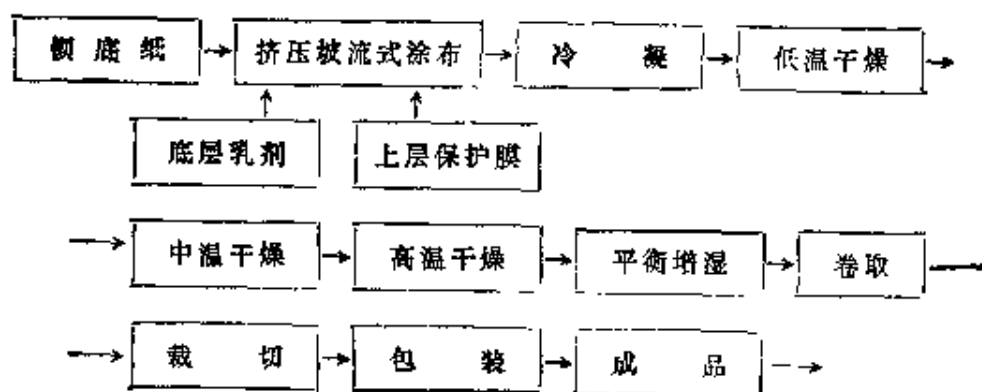 钡底纸 挤压坡流式涂布 冷凝 低温干燥
底层乳剂 上层保护膜
中温干燥 高温干燥 平衡增湿 卷取
裁切 包装 成品